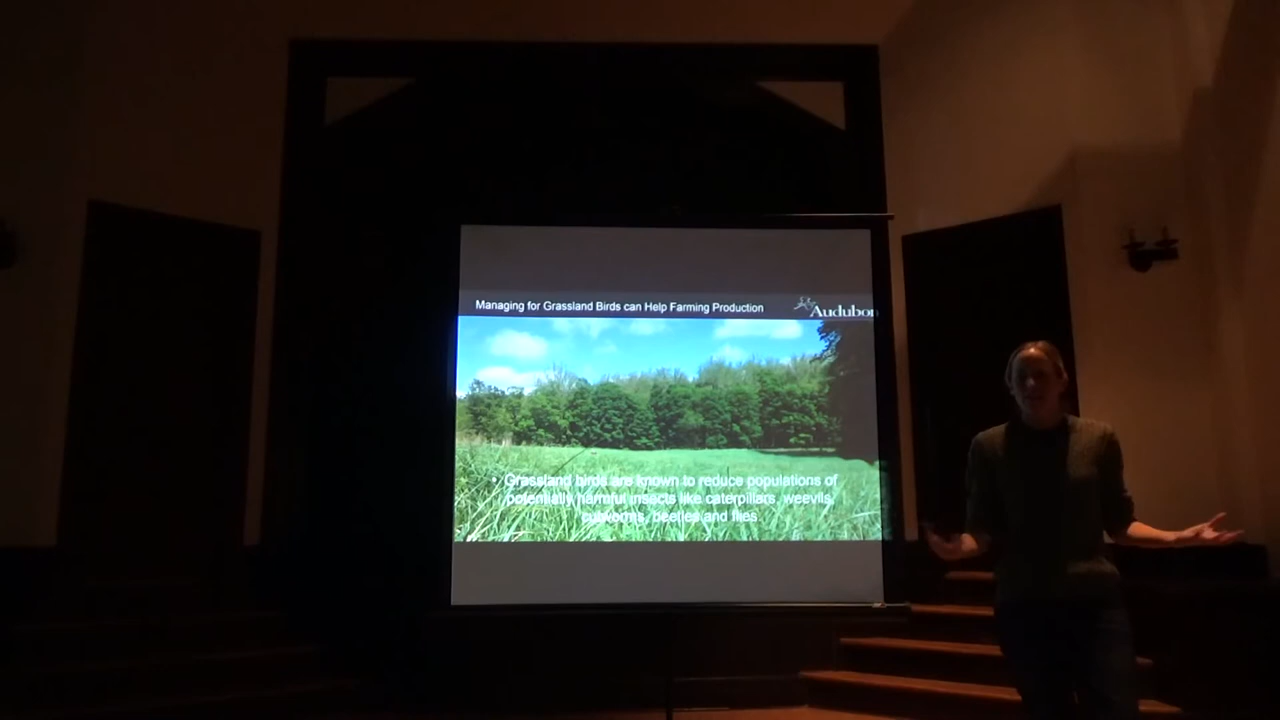 Managing for Grassland Birds can Help Farming Production
Audubon
• Grassland birds are known to reduce populations of
potentially harmful insects like caterpillars, weevils,
cutworms, beetles and flies